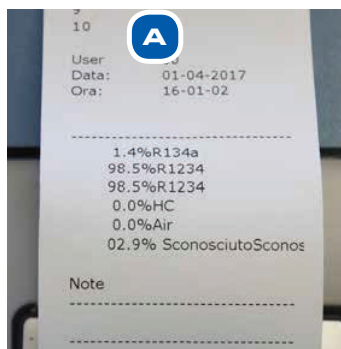 10
A
User
Data: 01-04-2017
Ora: 16-01-02
1.4%R134a
98.5%R1234
98.5%R1234
0.0%HC
0.0%Air
02.9% SconosciutoSconos
Note